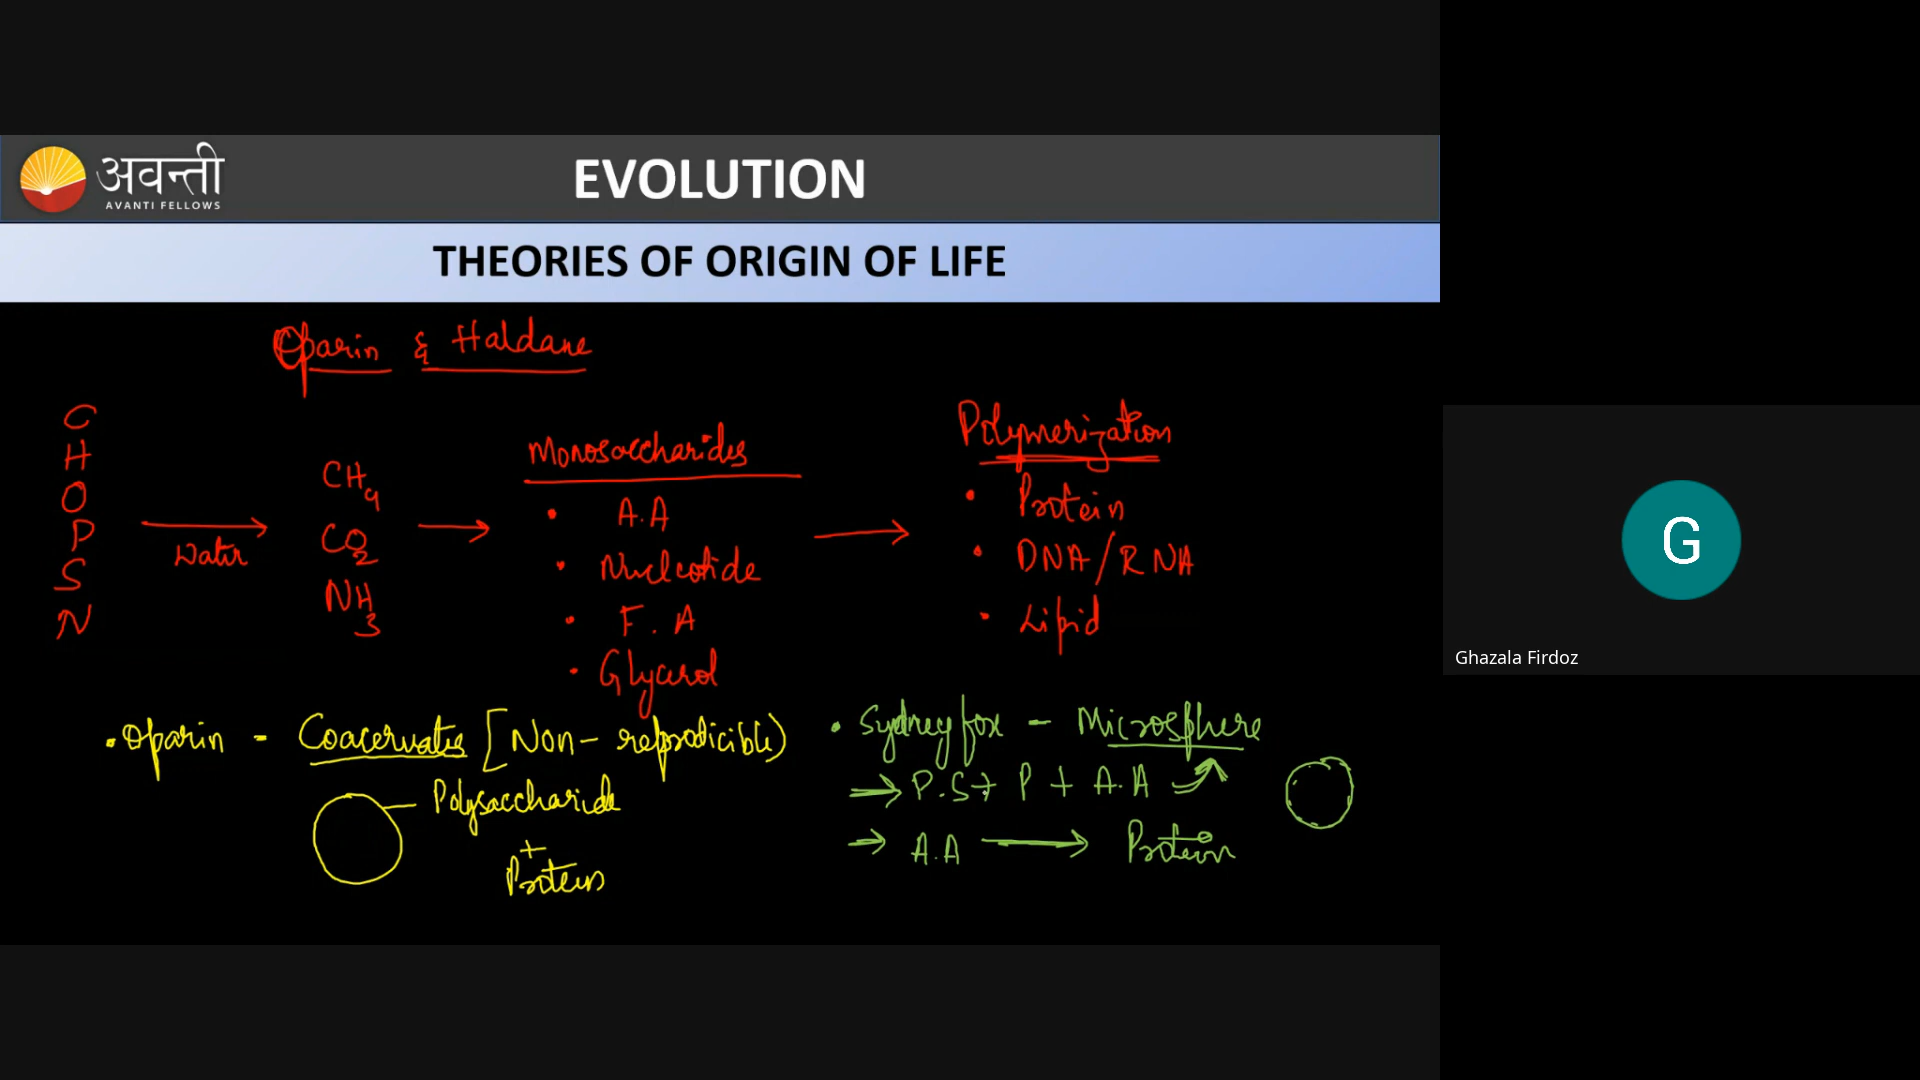 अवन्ती
AVANTI FELLOWS
EVOLUTION
THEORIES OF ORIGIN OF LIFE
Oparin & Haldane
C
H
O
P
S
N
Water
CH4
CO2
NH3
Monosaccharides
• A.A
• Nucleotide
• F.A
• Glycerol
Polymerization
• Protein
• DNA/RNA
• Lipid
• Oparin - Coacervates [Non-reprodicible)
Polysaccharide
+
Protein
• Sydney fox - Microsphere
→ P.S + P + A.A
→ A.A → Protein
G
Ghazala Firdoz